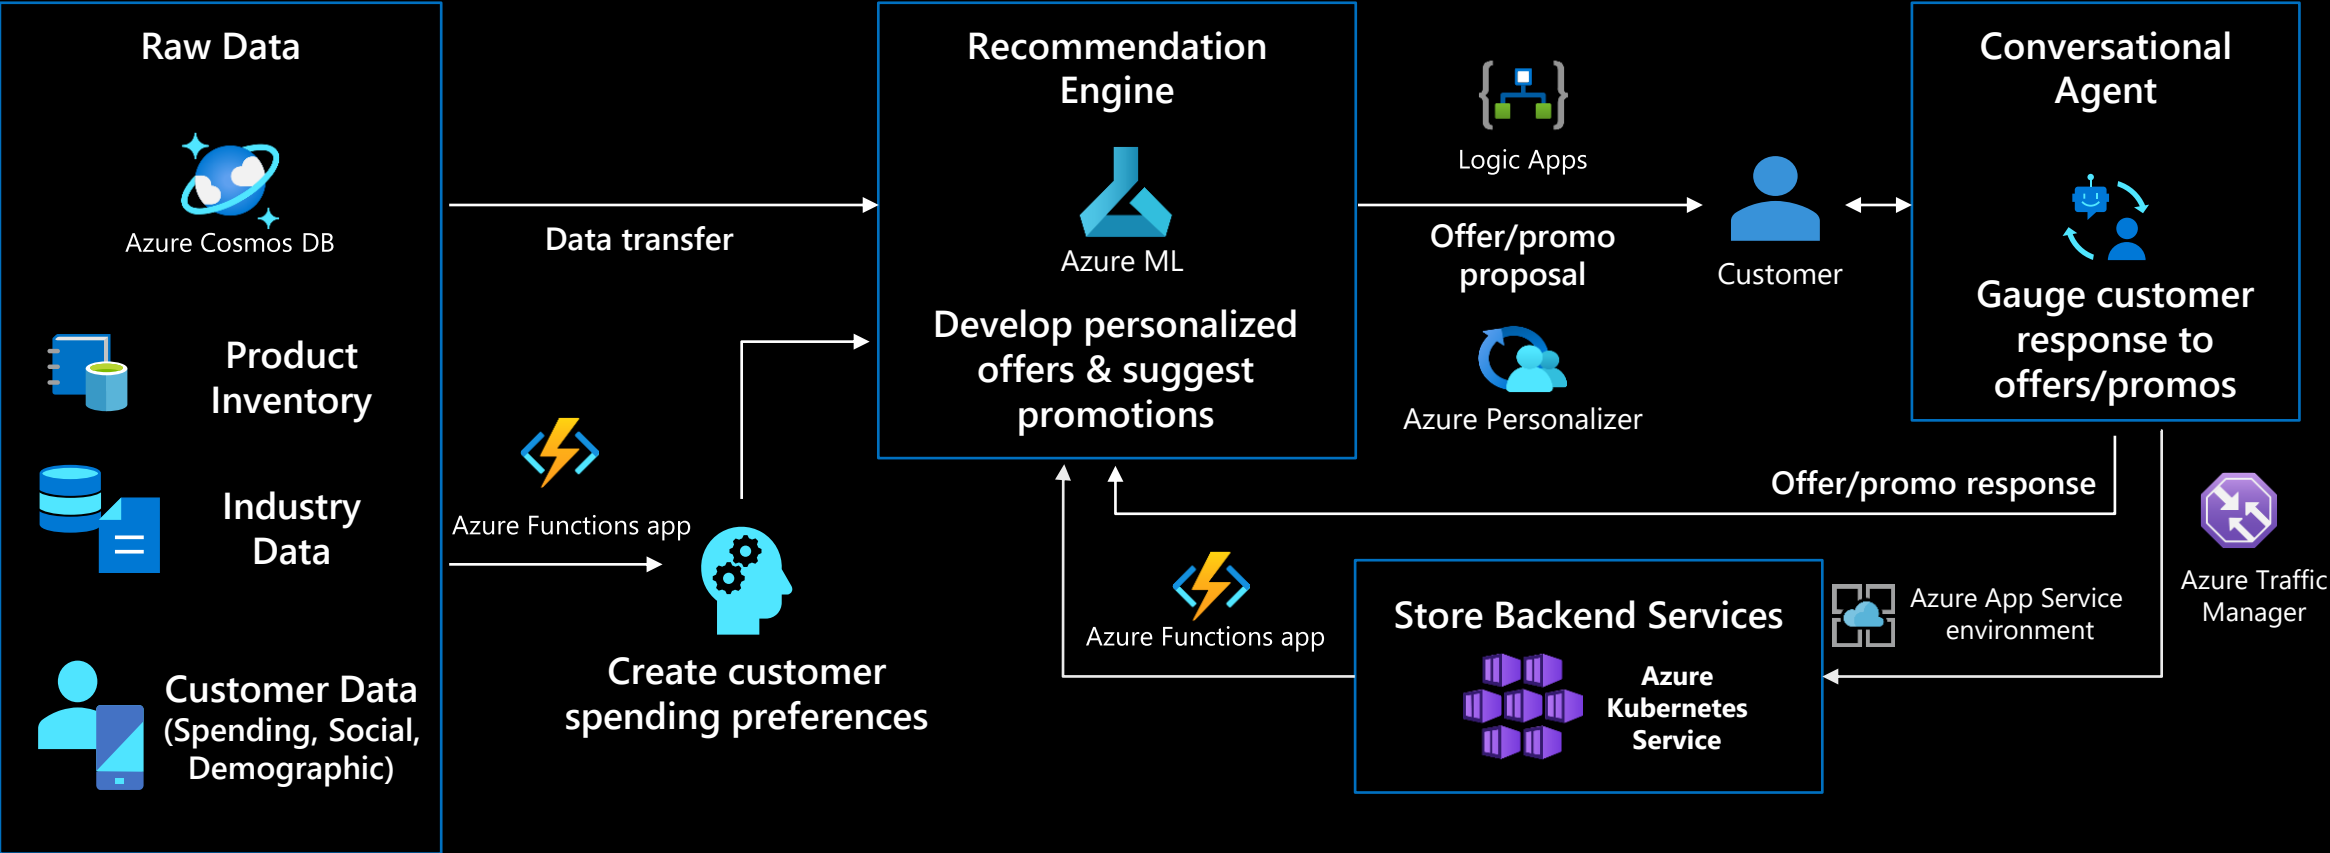 Raw Data
Azure Cosmos DB
Product
Inventory
Industry
Data
Customer Data
(Spending, Social,
Demographic)
Data transfer
Azure Functions app
Create customer
spending preferences
Recommendation
Engine
Azure ML
Develop personalized
offers & suggest
promotions
Logic Apps
Offer/promo
proposal
Azure Personalizer
Customer
Conversational
Agent
Gauge customer
response to
offers/promos
Offer/promo response
Azure Traffic
Manager
Azure App Service
environment
Store Backend Services
Azure
Kubernetes
Service
Azure Functions app